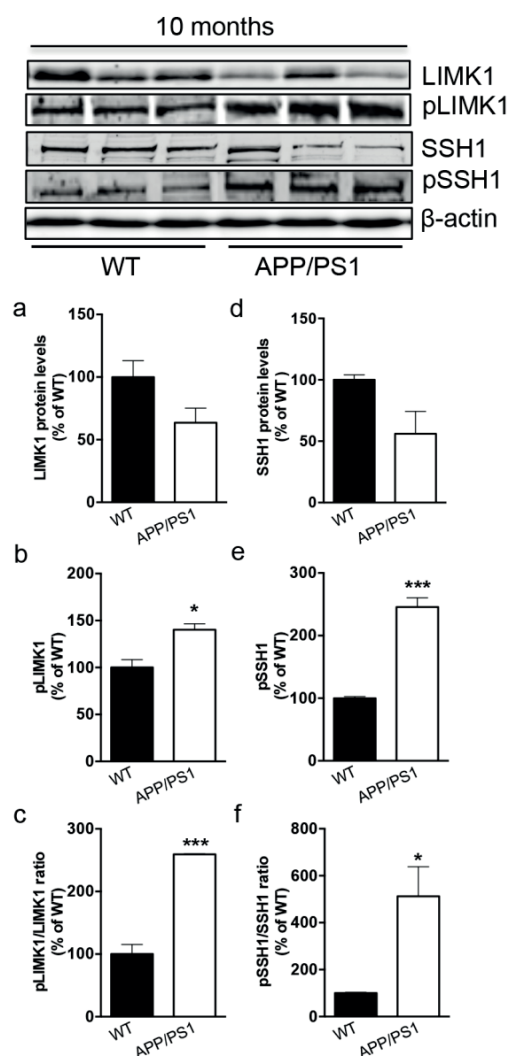 10 months
LIMK1
pLIMK1
SSH1
pSSH1
β-actin
WT
APP/PS1
a
LIMK1 protein levels
(% of WT)
150
100
50
0
WT
APP/PS1
d
SSH1 protein levels
(% of WT)
150
100
50
0
WT
APP/PS1
b
pLIMK1
(% of WT)
200
150
100
50
0
*
WT
APP/PS1
e
pSSH1
(% of WT)
300
200
100
0
***
WT
APP/PS1
c
pLIMK1/LIMK1 ratio
(% of WT)
300
200
100
0
***
WT
APP/PS1
f
pSSH1/SSH1 ratio
(% of WT)
800
600
400
200
0
*
WT
APP/PS1